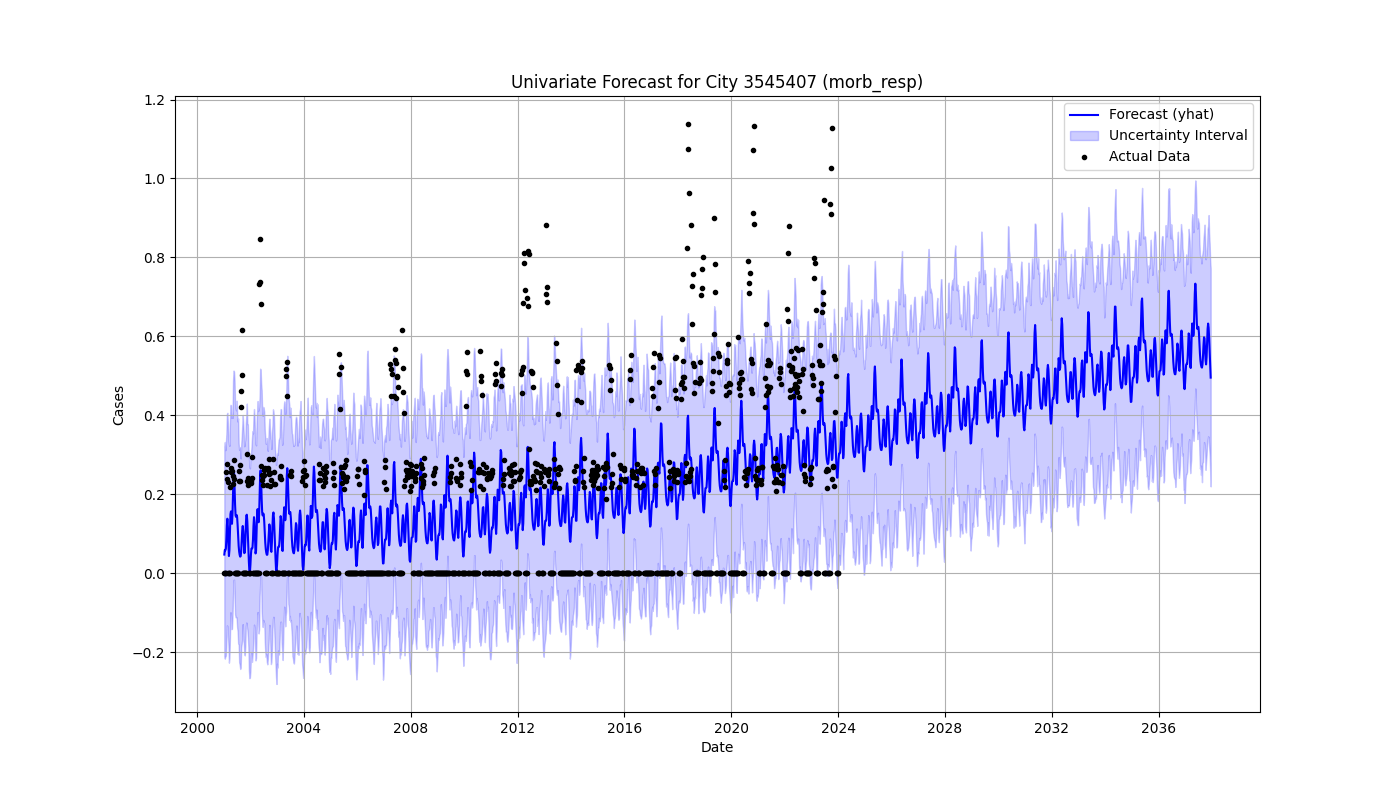 Univariate Forecast for City 3545407 (morb_resp)
Forecast (yhat)
Uncertainty Interval
Actual Data
Cases
1.2
1.0
0.8
0.6
0.4
0.2
0.0
−0.2
2000 2004 2008 2012 2016 2020 2024 2028 2032 2036
Date